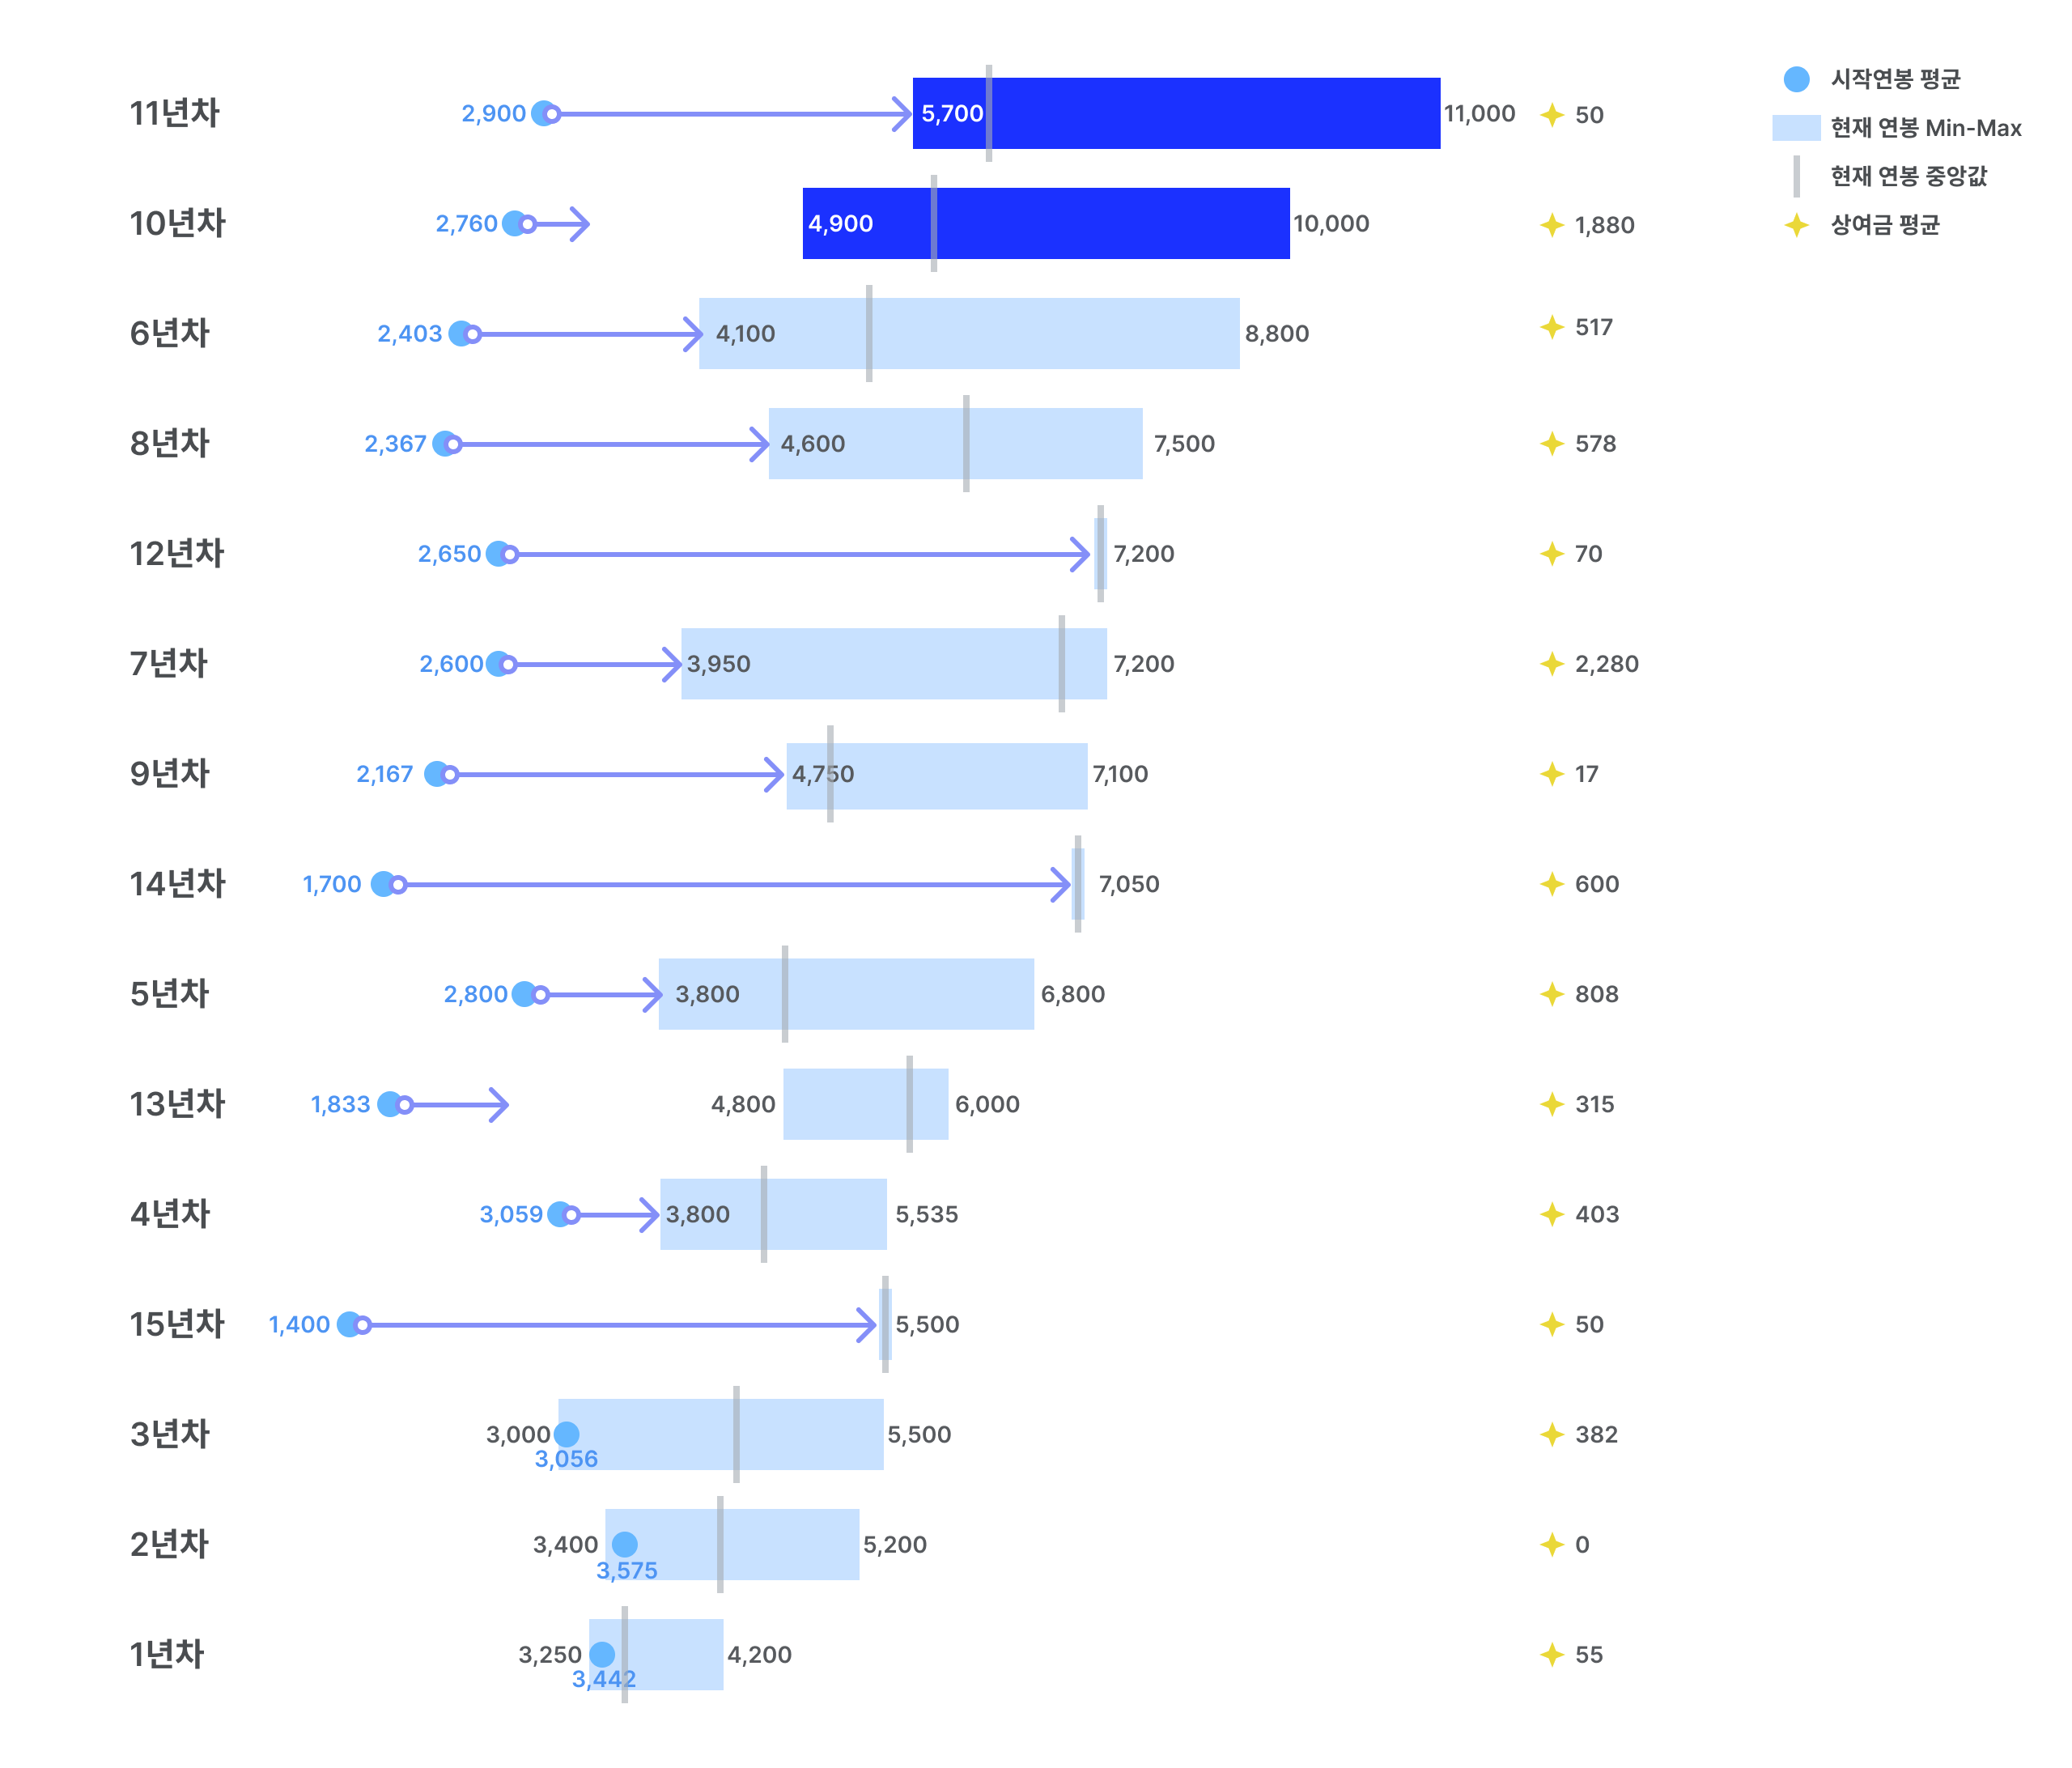 11년차 2,900 5,700 11,000 50
10년차 2,760 4,900 10,000 1,880
6년차 2,403 4,100 8,800 517
8년차 2,367 4,600 7,500 578
12년차 2,650 7,200 70
7년차 2,600 3,950 7,200 2,280
9년차 2,167 4,750 7,100 17
14년차 1,700 7,050 600
5년차 2,800 3,800 6,800 808
13년차 1,833 4,800 6,000 315
4년차 3,059 3,800 5,535 403
15년차 1,400 5,500 50
3년차 3,000 5,500 382
3,056
2년차 3,400 5,200 0
3,575
1년차 3,250 4,200 55
3,442
시작연봉 평균
현재 연봉 Min-Max
현재 연봉 중앙값
상여금 평균